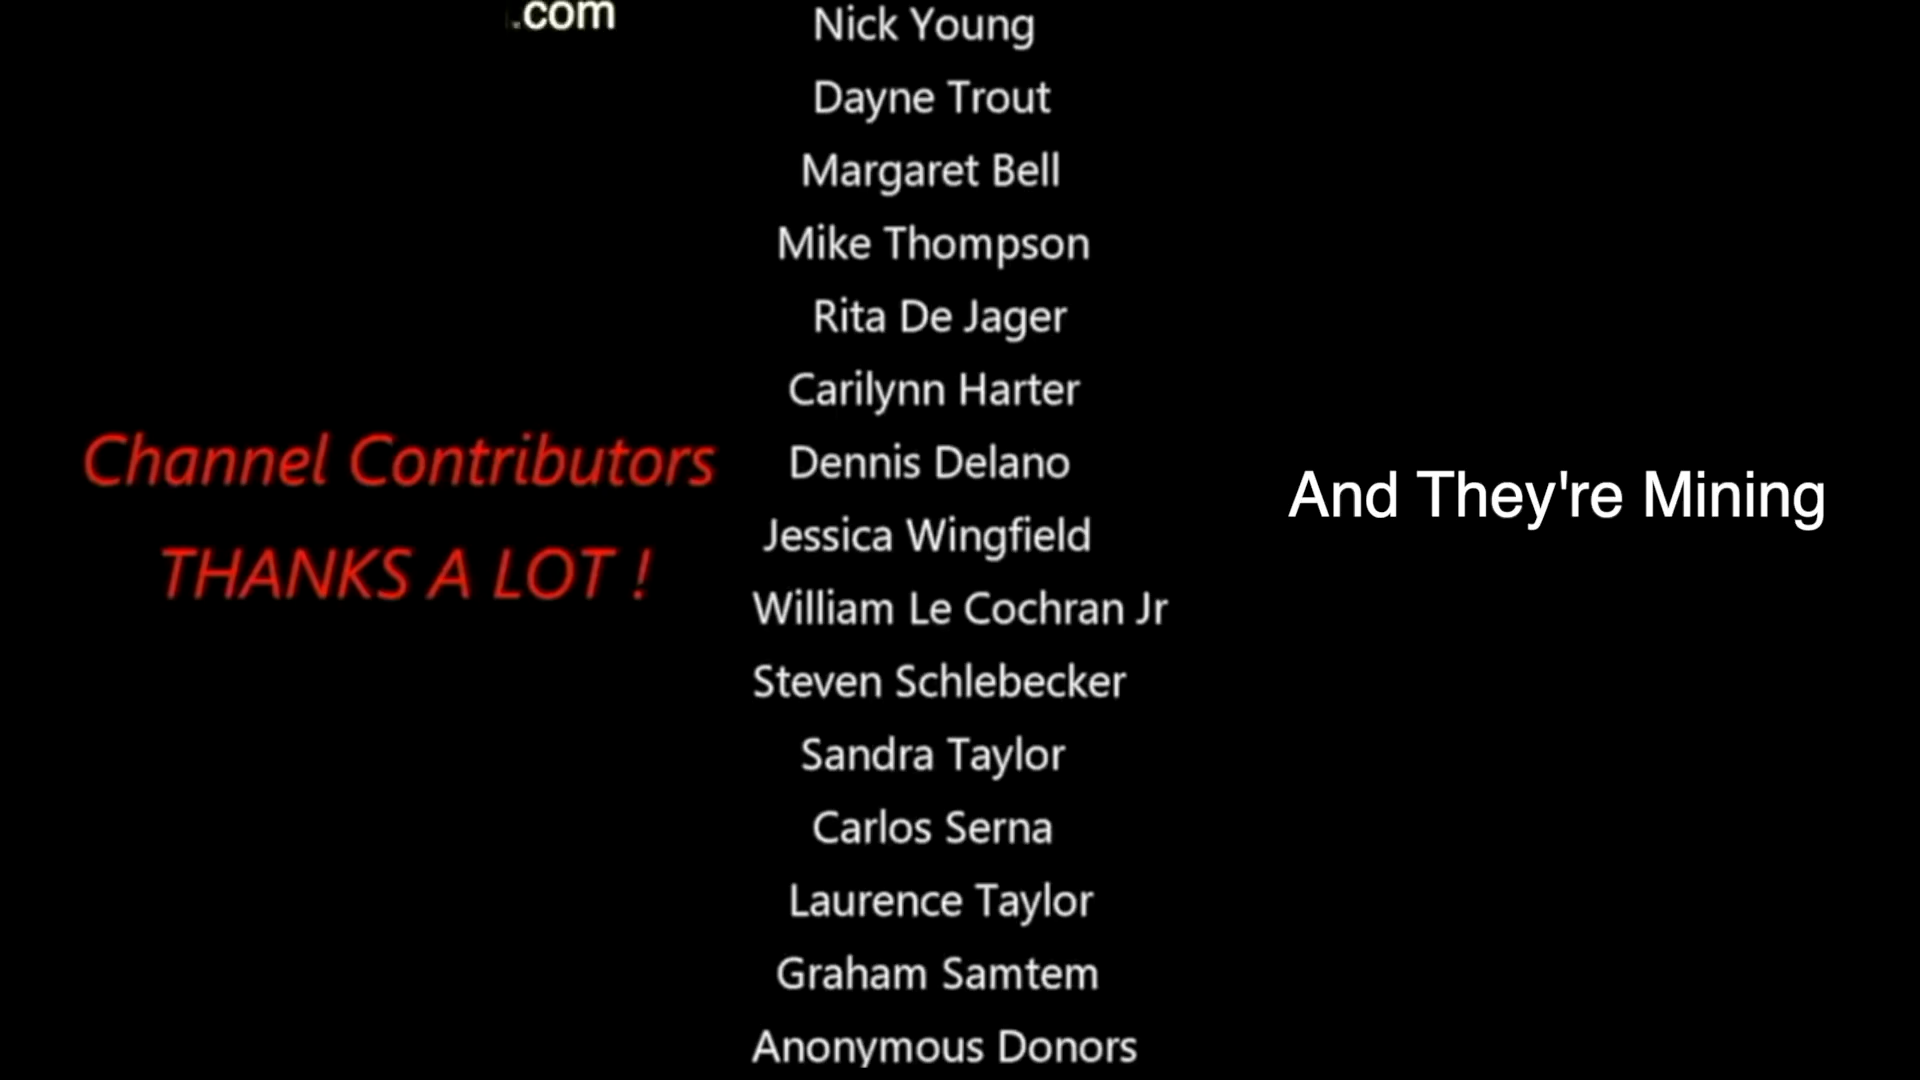 .com
Nick Young
Dayne Trout
Margaret Bell
Mike Thompson
Rita De Jager
Carilynn Harter
Dennis Delano
Jessica Wingfield
William Le Cochran Jr
Steven Schlebecker
Sandra Taylor
Carlos Serna
Laurence Taylor
Graham Samtem
Anonymous Donors
Channel Contributors
THANKS A LOT !
And They're Mining